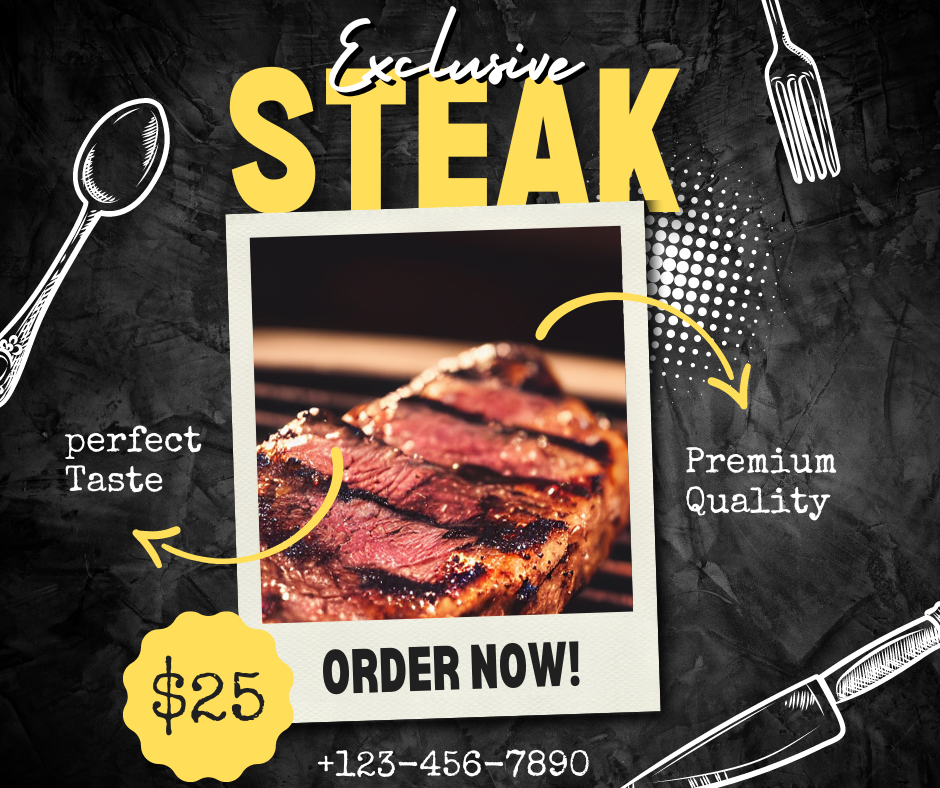 Exclusive
STEAK
perfect
Taste
Premium
Quality
ORDER NOW!
$25
+123-456-7890